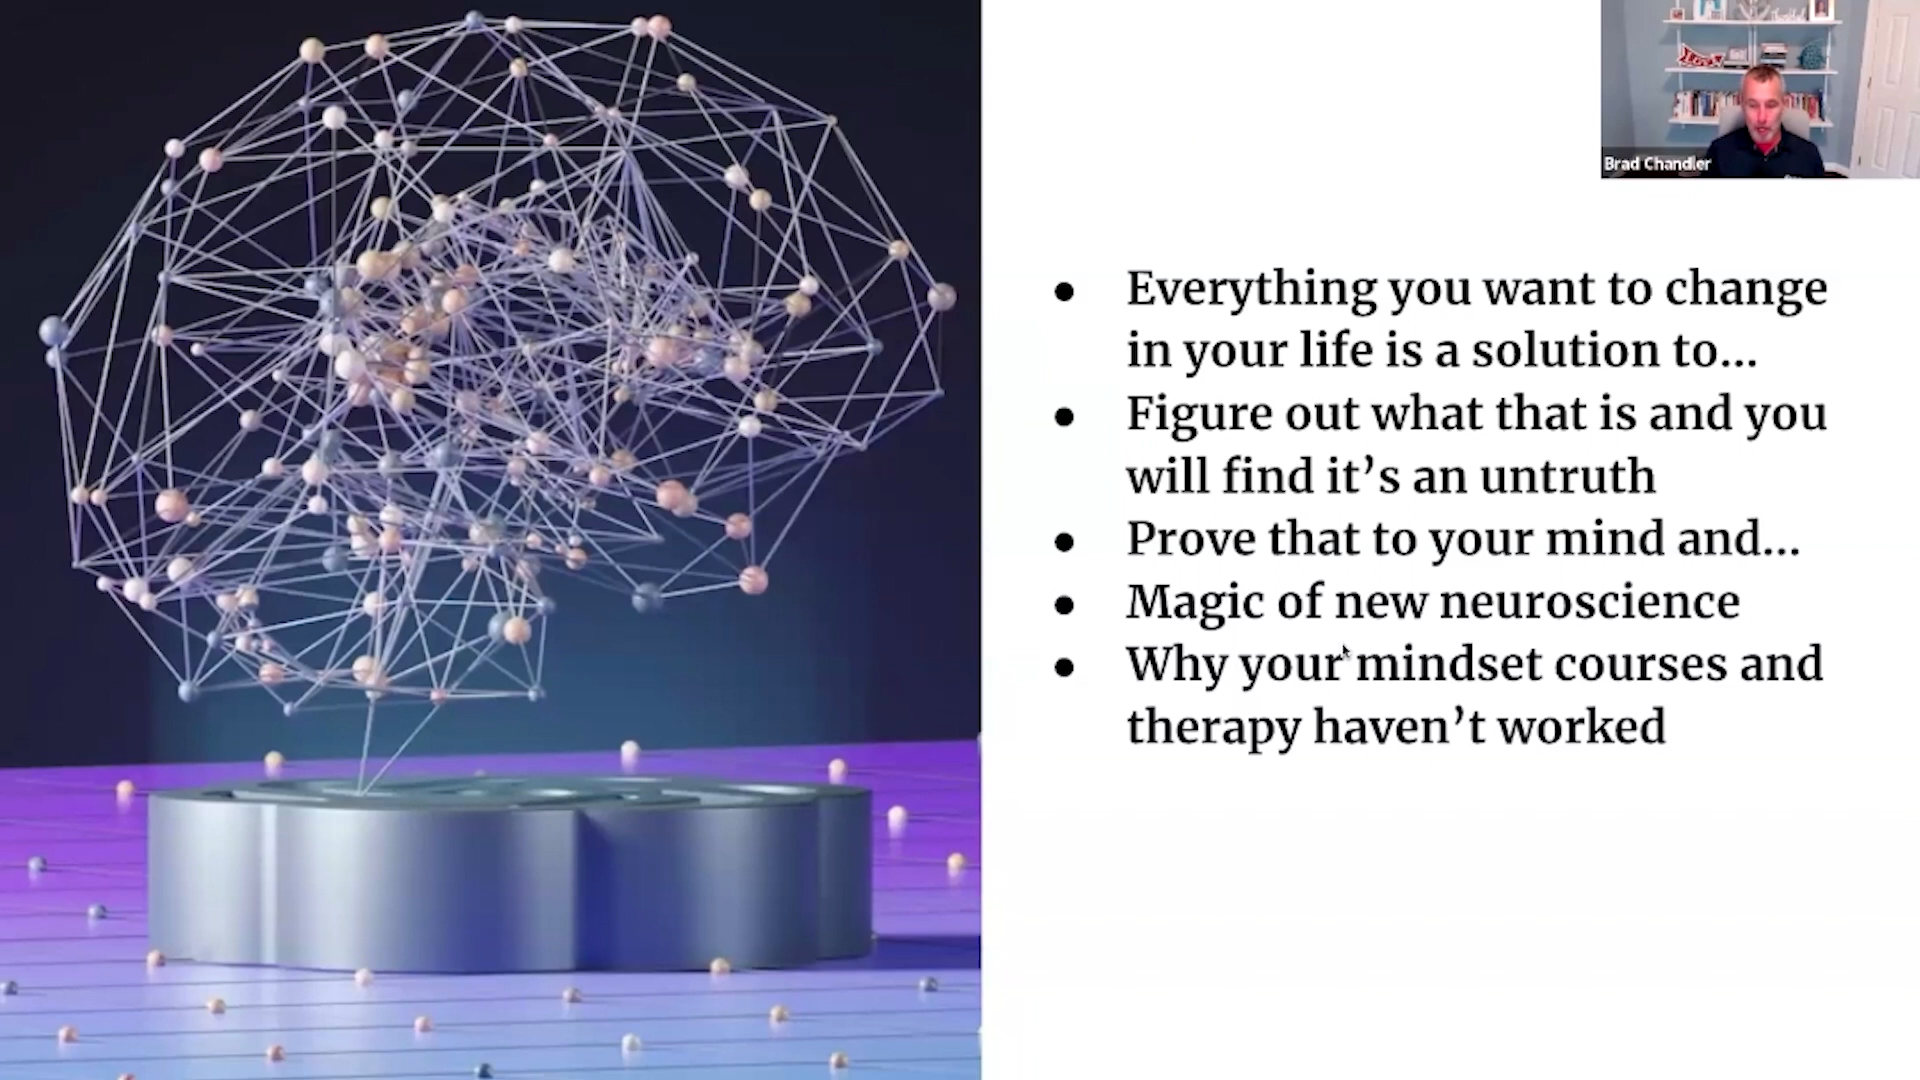 Brad Chandler
● Everything you want to change
in your life is a solution to...
● Figure out what that is and you
will find it’s an untruth
● Prove that to your mind and...
● Magic of new neuroscience
● Why your mindset courses and
therapy haven’t worked